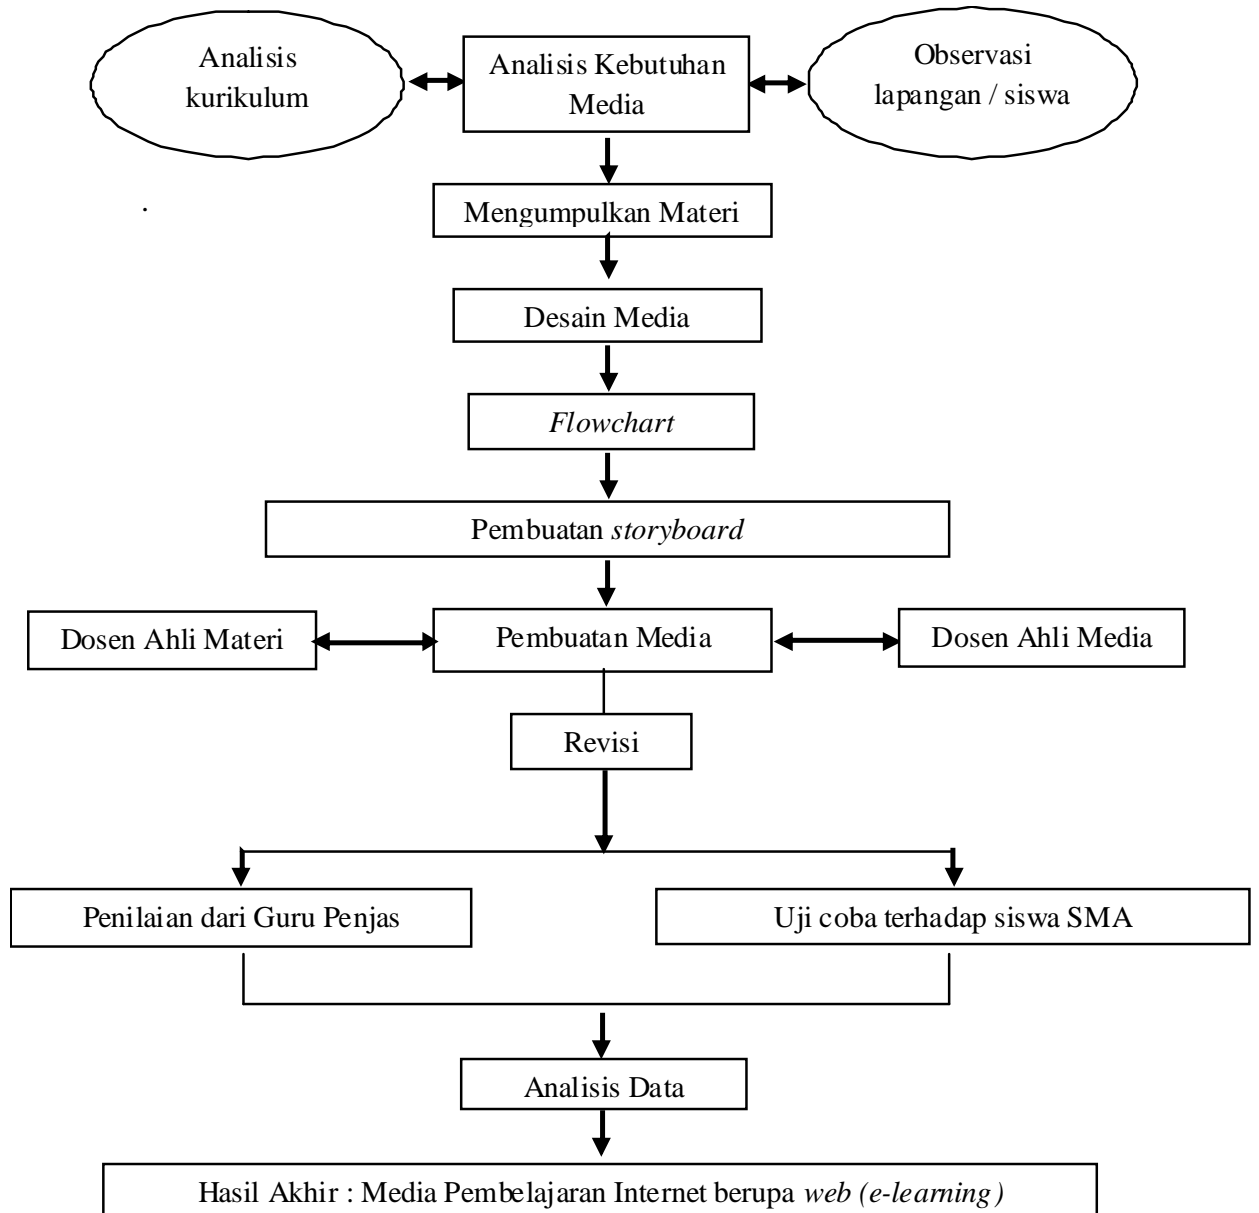 Analisis
kurikulum
Analisis Kebutuhan
Media
Observasi
lapangan / siswa
.
Mengumpulkan Materi
Desain Media
Flowchart
Pembuatan storyboard
Dosen Ahli Materi
Pembuatan Media
Dosen Ahli Media
Revisi
Penilaian dari Guru Penjas
Uji coba terhadap siswa SMA
Analisis Data
Hasil Akhir : Media Pembelajaran Internet berupa web (e-learning)